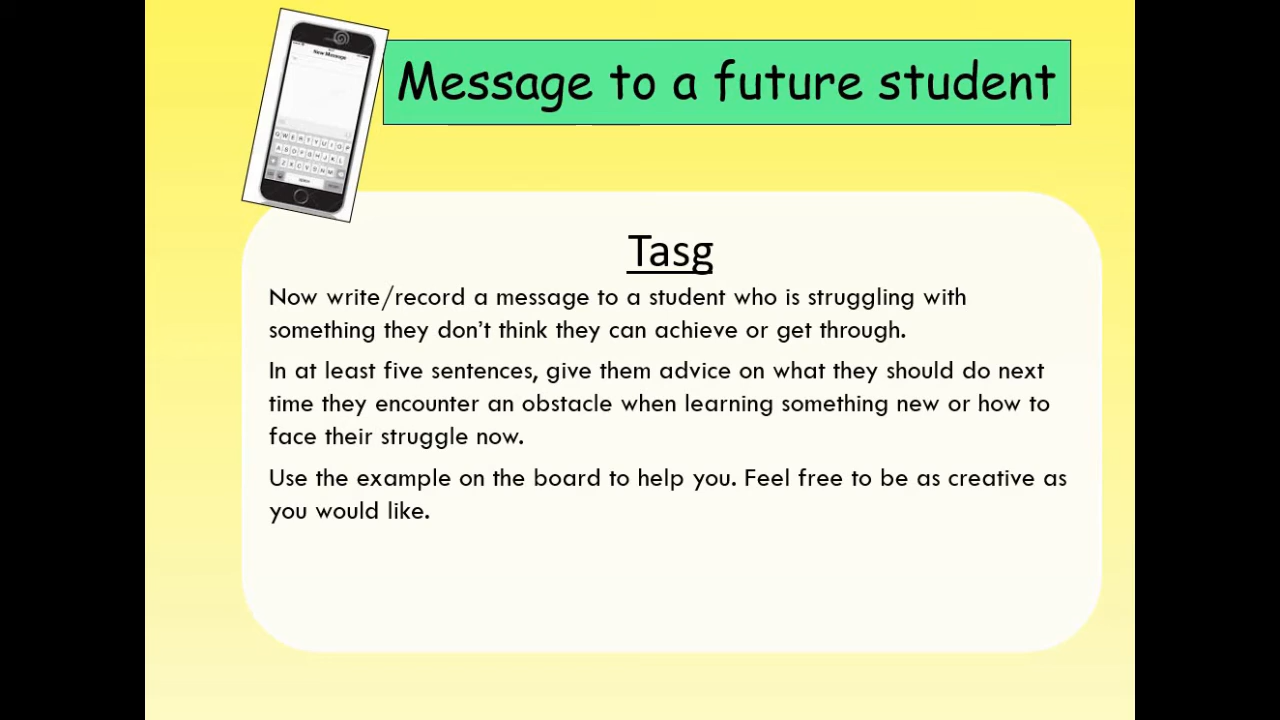 Message to a future student
New Message
Tasg
Now write/record a message to a student who is struggling with
something they don't think they can achieve or get through.
In at least five sentences, give them advice on what they should do next
time they encounter an obstacle when learning something new or how to
face their struggle now.
Use the example on the board to help you. Feel free to be as creative as
you would like.